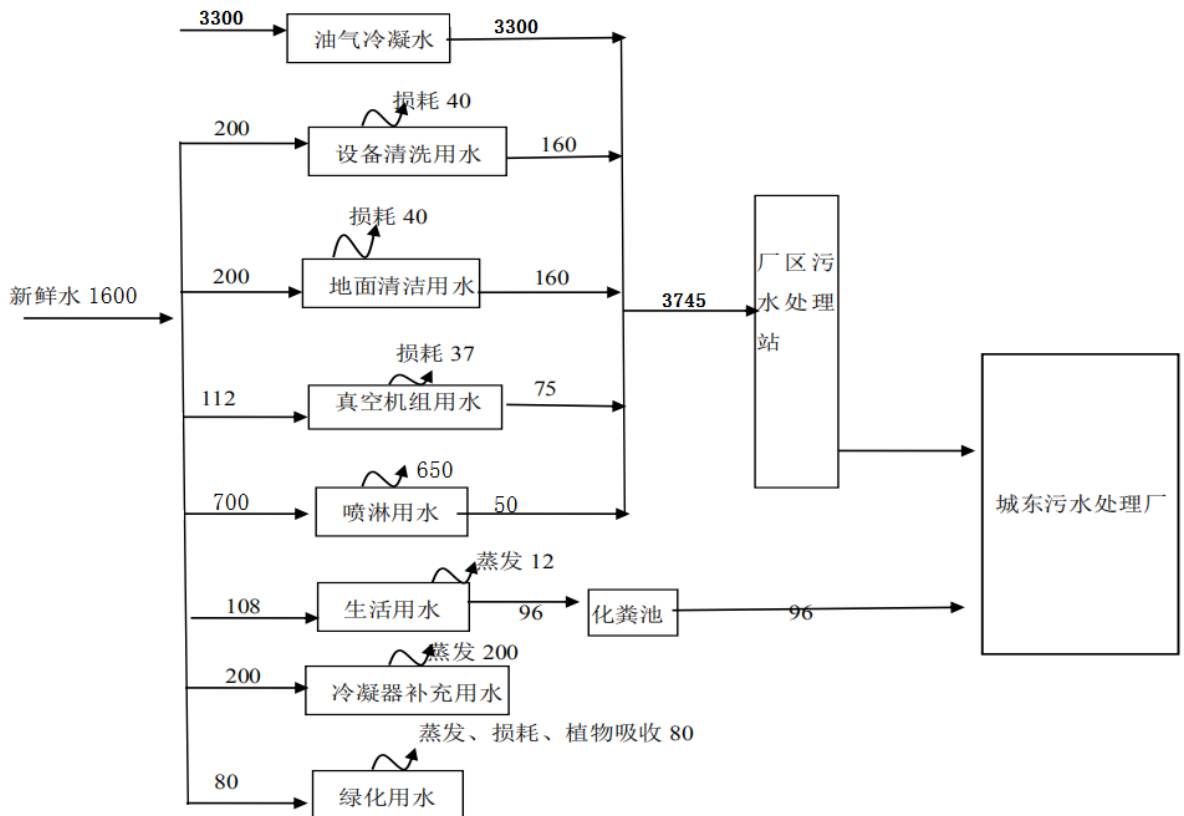 3300
油气冷凝水
3300
损耗 40
200
设备清洗用水
160
损耗 40
200
地面清洁用水
160
新鲜水 1600
厂区污
水处理
站
3745
损耗 37
112
真空机组用水
75
650
700
喷淋用水
50
城东污水处理厂
蒸发 12
108
生活用水
96
化粪池
96
蒸发 200
200
冷凝器补充用水
蒸发、损耗、植物吸收 80
80
绿化用水